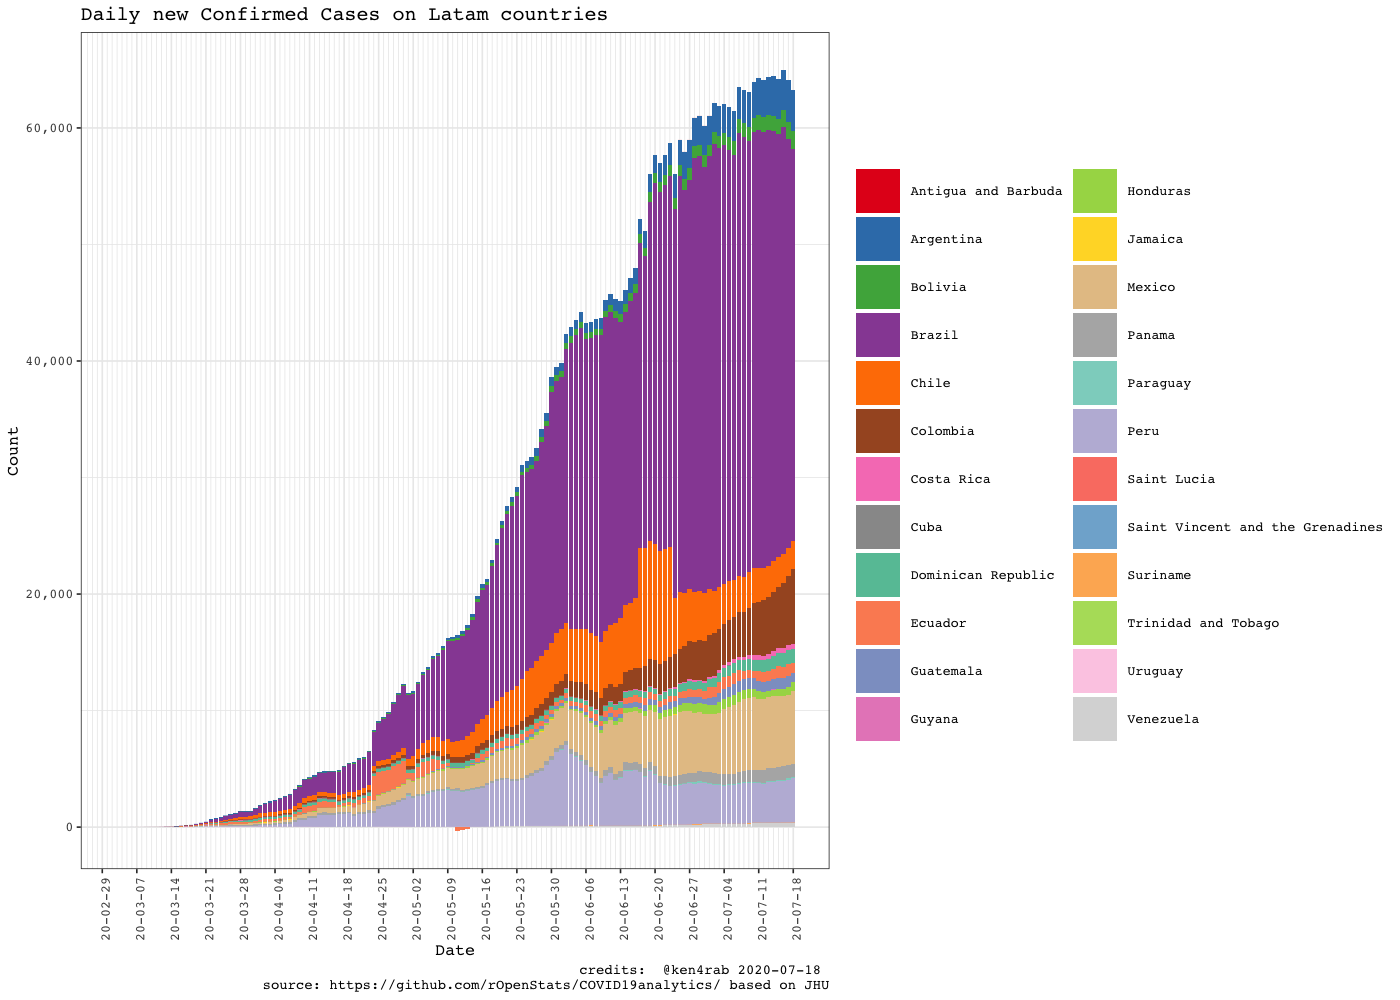 Daily new Confirmed Cases on Latam countries
Count
60,000
40,000
20,000
0
20-02-29
20-03-07
20-03-14
20-03-21
20-03-28
20-04-04
20-04-11
20-04-18
20-04-25
20-05-02
20-05-09
20-05-16
20-05-23
20-05-30
20-06-06
20-06-13
20-06-20
20-06-27
20-07-04
20-07-11
20-07-18
Date
Antigua and Barbuda
Argentina
Bolivia
Brazil
Chile
Colombia
Costa Rica
Cuba
Dominican Republic
Ecuador
Guatemala
Guyana
Honduras
Jamaica
Mexico
Panama
Paraguay
Peru
Saint Lucia
Saint Vincent and the Grenadines
Suriname
Trinidad and Tobago
Uruguay
Venezuela
credits:  @ken4rab 2020-07-18
source: https://github.com/rOpenStats/COVID19analytics/ based on JHU